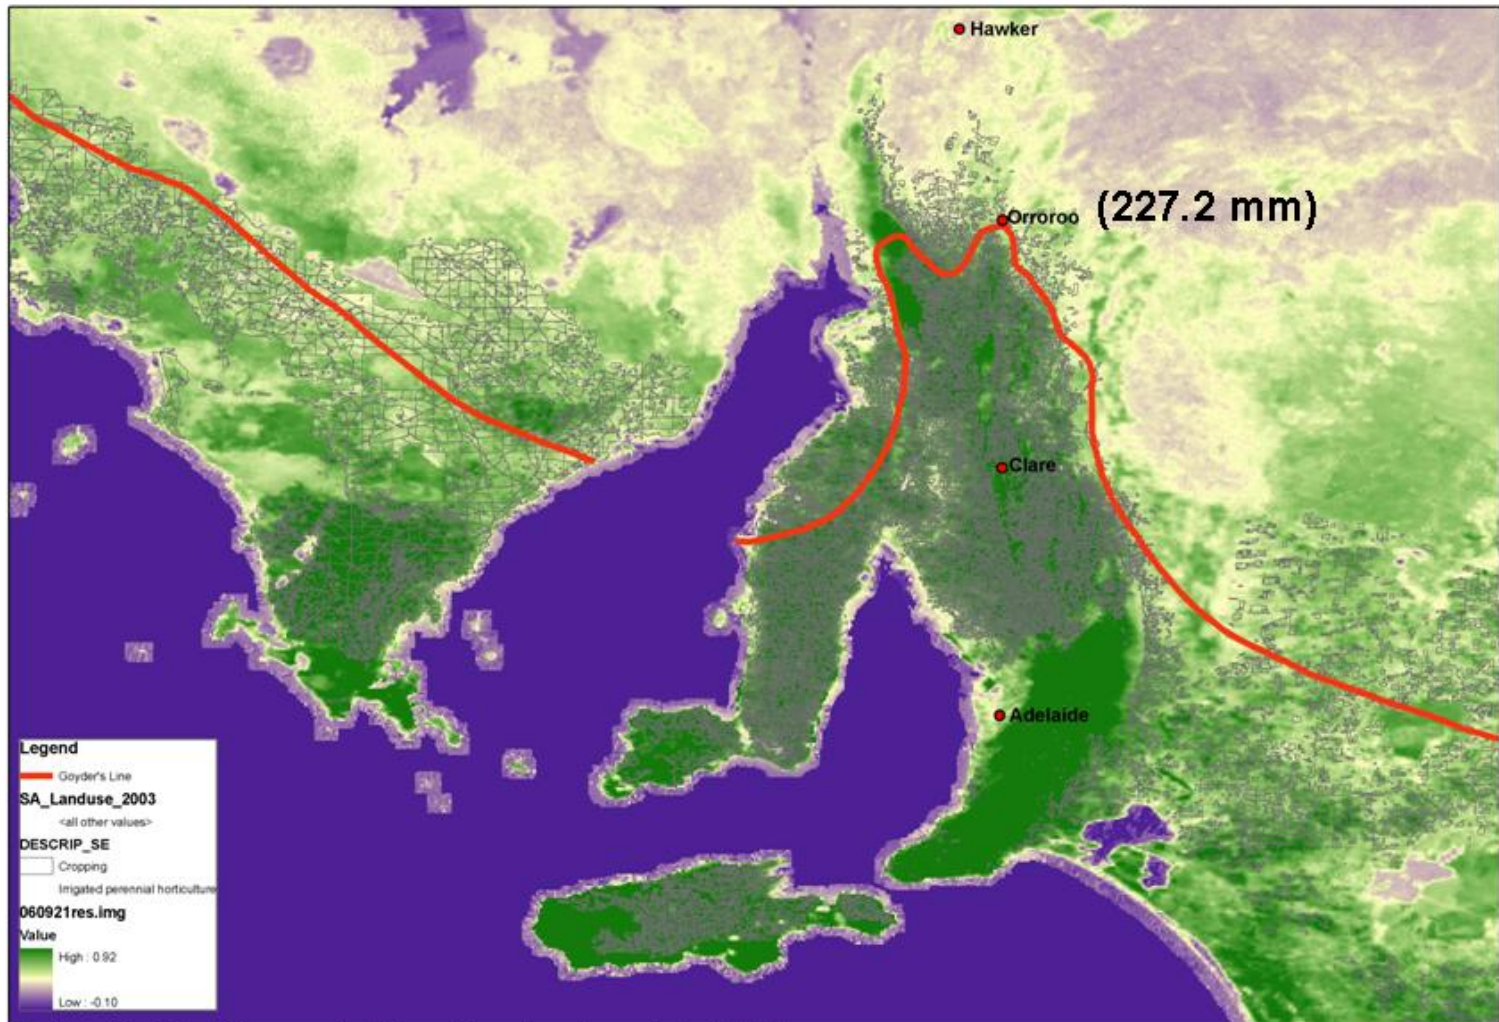 Hawker
Orroroo
(227.2 mm)
Clare
Adelaide
Legend
Goyder's Line
SA_Landuse_2003
<all other values>
DESCRIP_SE
Cropping
Irrigated perennial horticulture
060921res.img
Value
High : 0.92
Low : -0.10